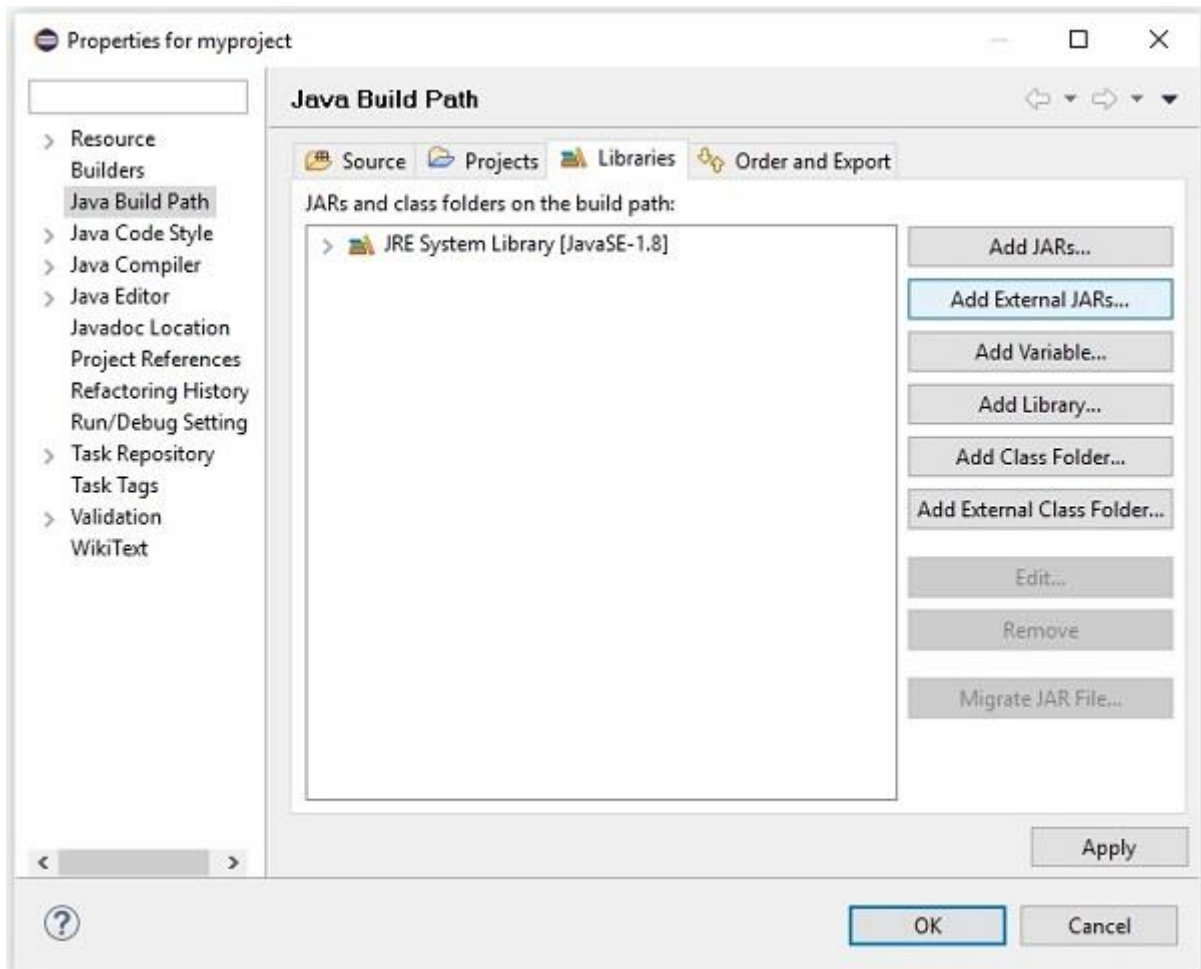 Properties for myproject
Java Build Path
Resource
Builders
Java Build Path
Java Code Style
Java Compiler
Java Editor
Javadoc Location
Project References
Refactoring History
Run/Debug Setting
Task Repository
Task Tags
Validation
WikiText
Source Projects Libraries Order and Export
JARs and class folders on the build path:
JRE System Library [JavaSE-1.8]
Add JARs...
Add External JARs...
Add Variable...
Add Library...
Add Class Folder...
Add External Class Folder...
Edit...
Remove
Migrate JAR File...
Apply
?
OK Cancel